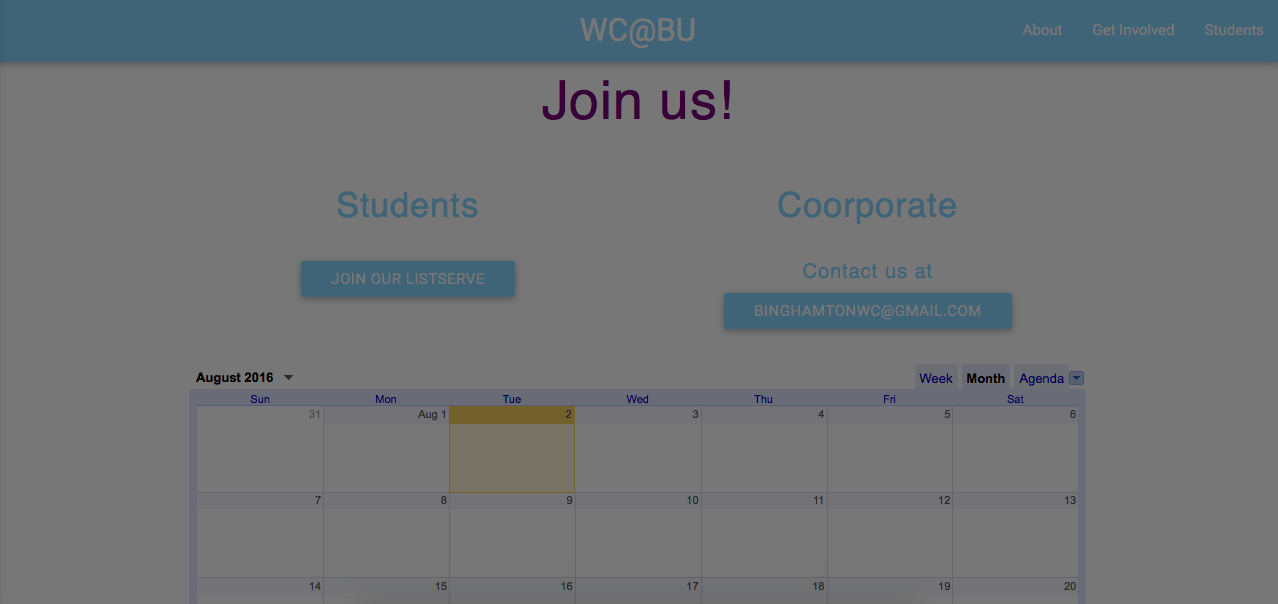 WC@BU About Get Involved Students
Join us!
Students Coorporate
JOIN OUR LISTSERVE
Contact us at
BINGHAMTONWC@GMAIL.COM
August 2016 Week Month Agenda
Sun Mon Tue Wed Thu Fri Sat
31 Aug 1 2 3 4 5 6
7 8 9 10 11 12 13
14 15 16 17 18 19 20